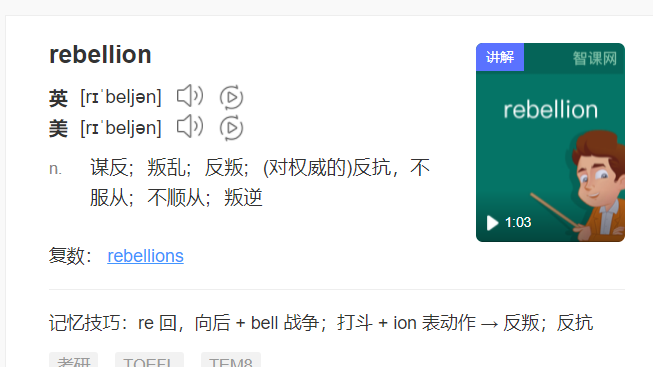 rebellion
英 [rɪˈbeljən]
美 [rɪˈbeljən]
n. 谋反；叛乱；反叛；(对权威的)反抗，不
服从；不顺从；叛逆
复数： rebellions
记忆技巧：re 回，向后 + bell 战争；打斗 + ion 表动作 → 反叛；反抗
考研 TOEFL TEM8
讲解 智课网
rebellion
1:03